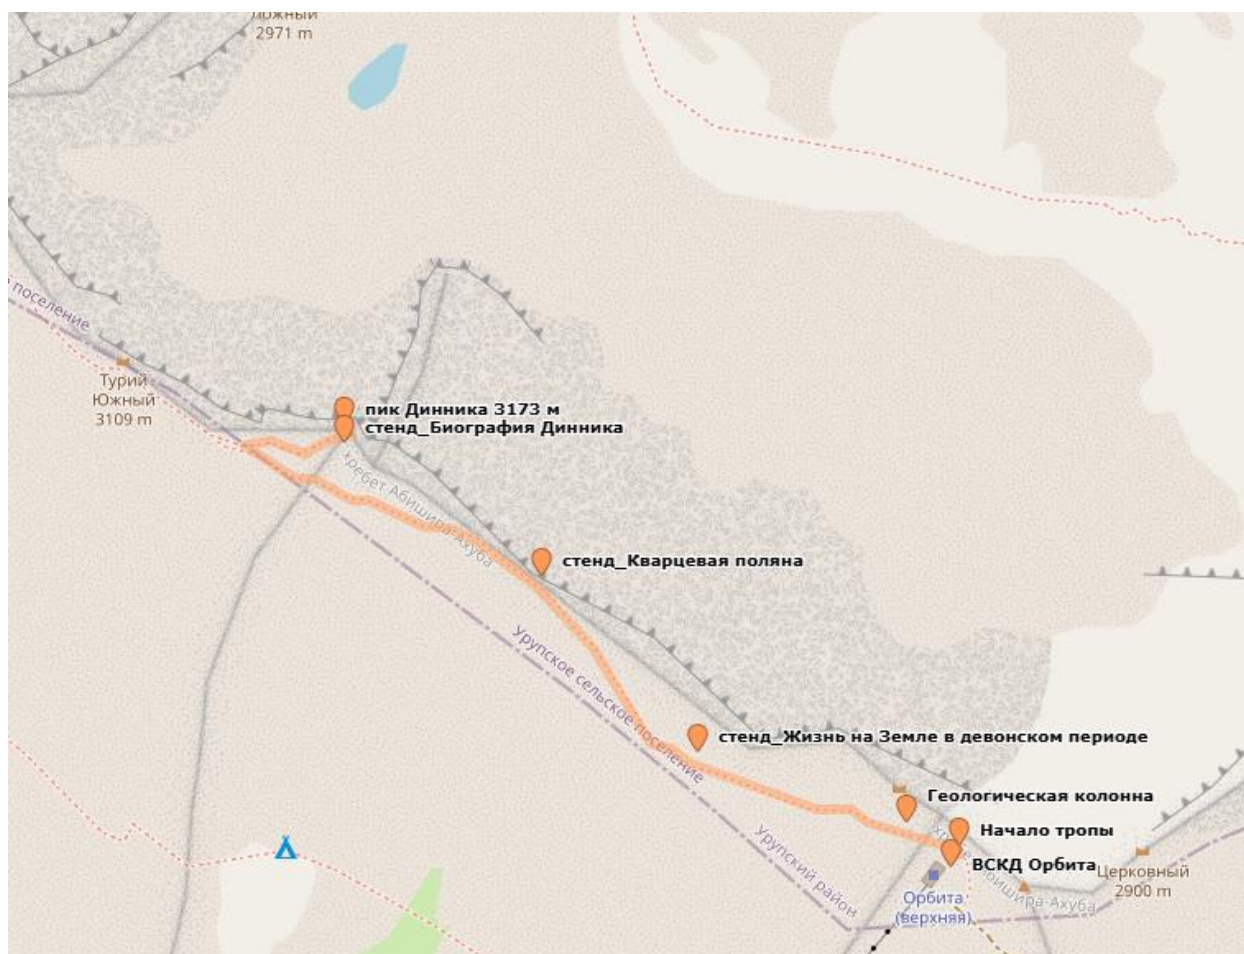 2971 m
поселение
Турий
Южный
3109 m
пик Динника 3173 м
стенд_Биография Динника
хребет Абишира-Ахуба
стенд_Кварцевая поляна
Урупское сельское поселение
стенд_Жизнь на Земле в девонском периоде
Геологическая колонна
Начало тропы
Урупский район
ВСКД Орбита
Церковный
2900 m
Орбита
(верхняя)
Абишира-Ахуба